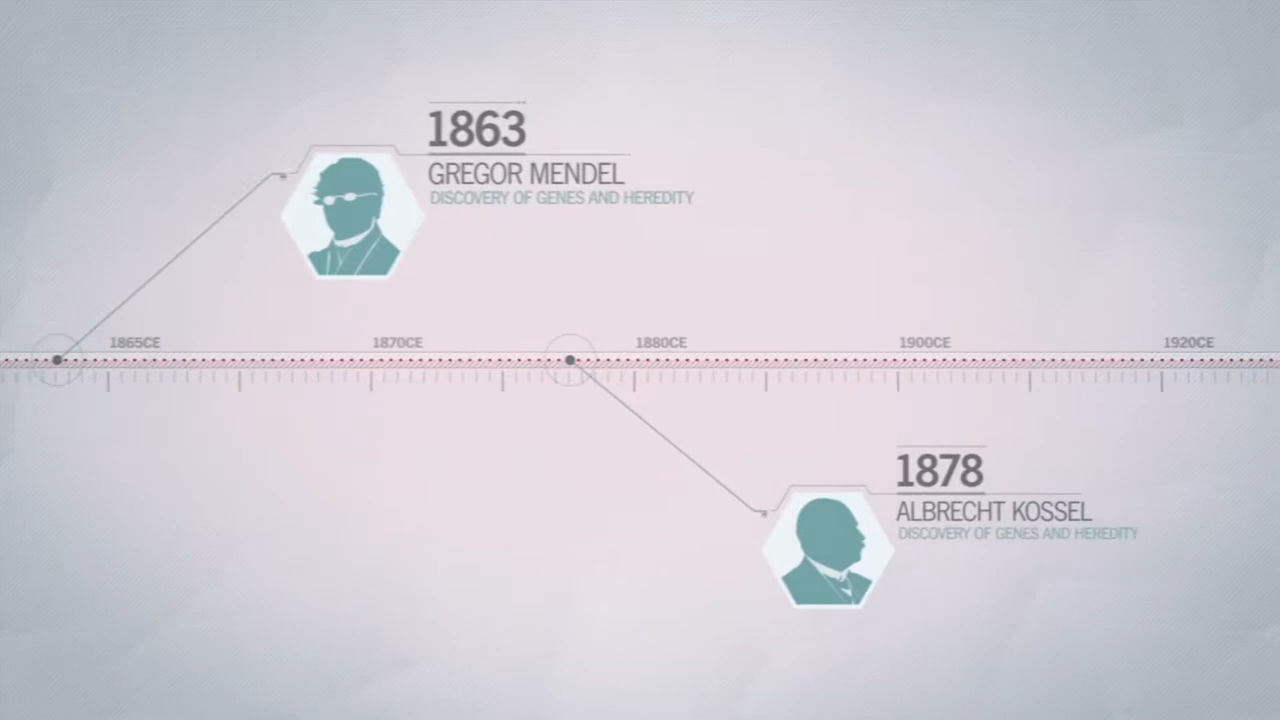 1863
GREGOR MENDEL
DISCOVERY OF GENES AND HEREDITY
1865CE
1870CE
1880CE
1900CE
1920CE
1878
ALBRECHT KOSSEL
DISCOVERY OF GENES AND HEREDITY